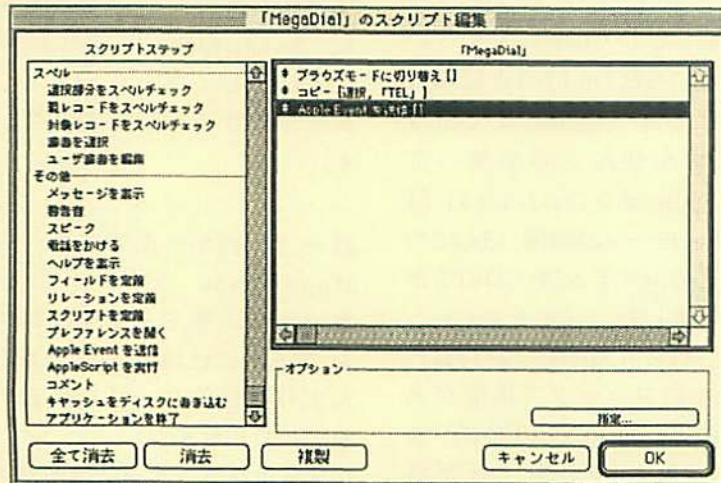 「MegaDial」のスクリプト編集
スクリプトステップ
スペル
選択部分をスペルチェック
現レコードをスペルチェック
対象レコードをスペルチェック
辞書を選択
ユーザ辞書を編集
その他
メッセージを表示
警告音
スピーク
電話をかける
ヘルプを表示
フィールドを定義
リレーションを定義
スクリプトを定義
プレファレンスを開く
Apple Event を送信
AppleScript を実行
コメント
キャッシュをディスクに書き込む
アプリケーションを終了
「MegaDial」
ブラウズモードに切り替え []
コピー [選択, 「TEL」]
Apple Event を送信 []
オプション
指定...
全て消去
消去
複製
キャンセル
OK